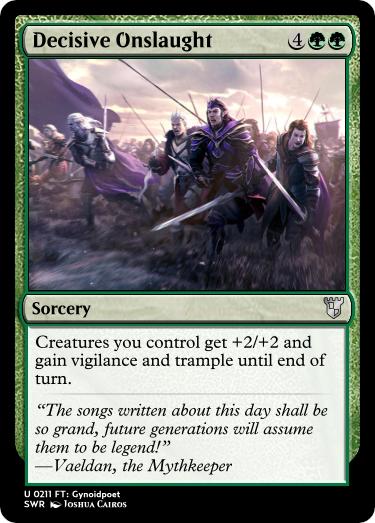 Decisive Onslaught 4
Sorcery
Creatures you control get +2/+2 and
gain vigilance and trample until end of
turn.
“The songs written about this day shall be
so grand, future generations will assume
them to be legend!”
—Vaeldan, the Mythkeeper
U 0211 FT: Gynoidpoet
SWR Joshua Cairos